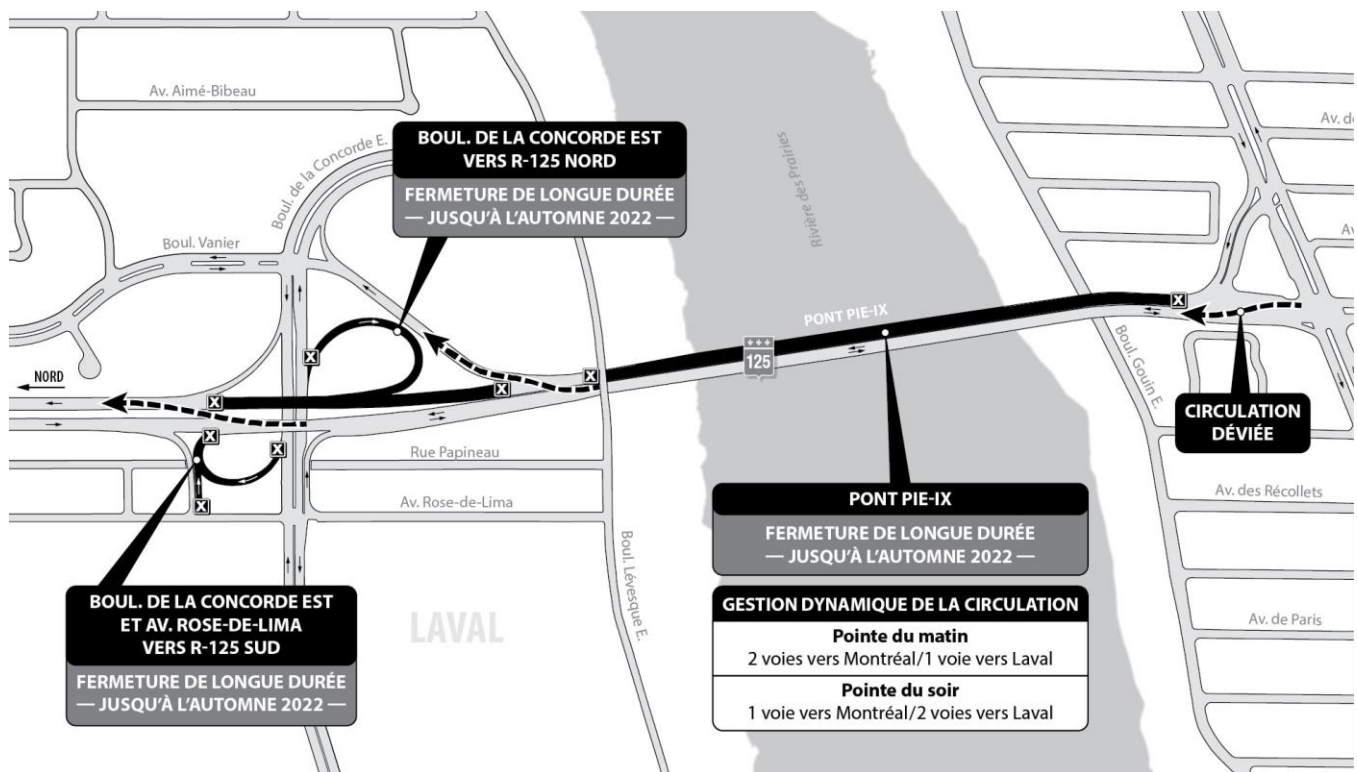 Av. Aimé-Bibeau
Boul. de la Concorde E.
BOUL. DE LA CONCORDE EST
VERS R-125 NORD
FERMETURE DE LONGUE DURÉE
— JUSQU'À L'AUTOMNE 2022 —
Boul. Vanier
Rivière des Prairies
Av. de
Av
A
NORD
X
X
X
X
X
X
X
X
PONT PIE-IX
125
Boul. Gouin E.
CIRCULATION
DÉVIÉE
Rue Papineau
Av. Rose-de-Lima
Boul. Lévesque E.
Av. des Récollets
Av. de Paris
PONT PIE-IX
FERMETURE DE LONGUE DURÉE
— JUSQU'À L'AUTOMNE 2022 —
GESTION DYNAMIQUE DE LA CIRCULATION
Pointe du matin
2 voies vers Montréal/1 voie vers Laval
Pointe du soir
1 voie vers Montréal/2 voies vers Laval
BOUL. DE LA CONCORDE EST
ET AV. ROSE-DE-LIMA
VERS R-125 SUD
FERMETURE DE LONGUE DURÉE
— JUSQU'À L'AUTOMNE 2022 —
LAVAL